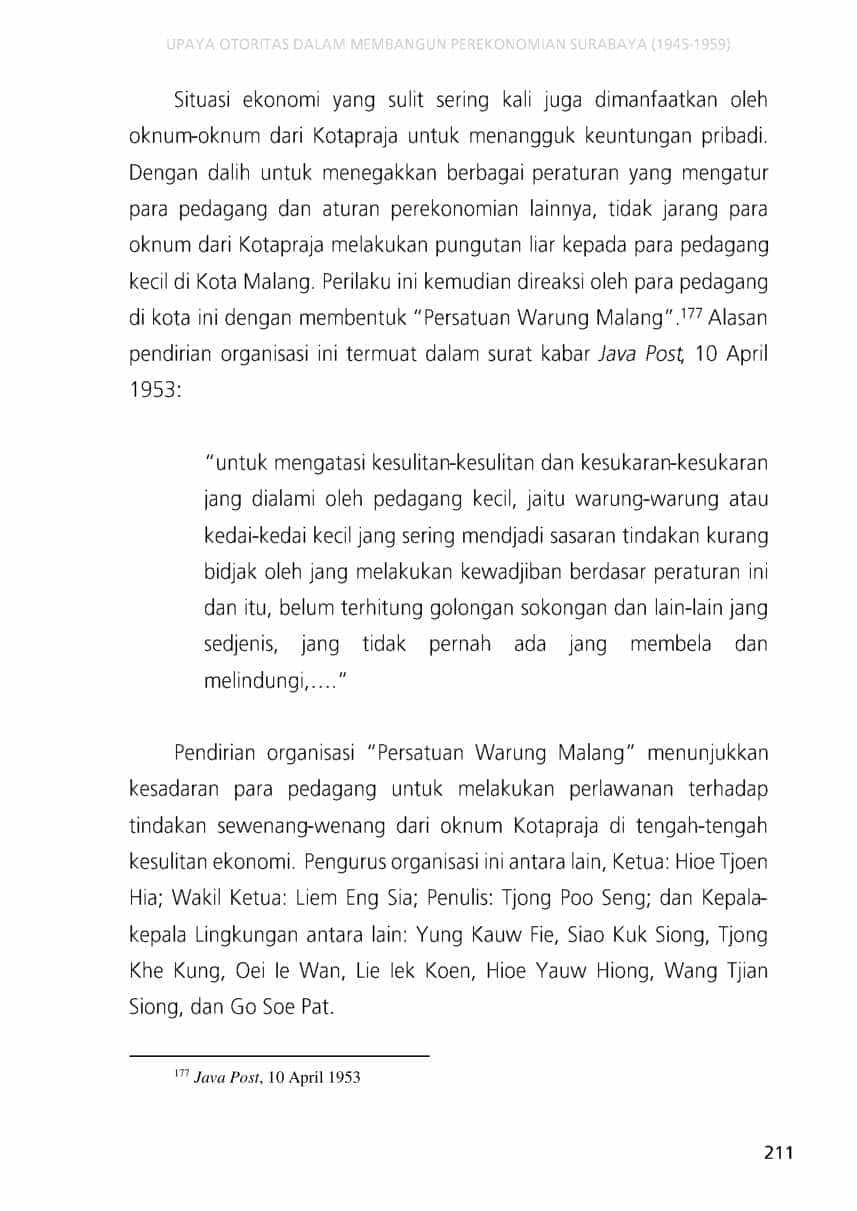 UPAYA OTORITAS DALAM MEMBANGUN PEREKONOMIAN SURABAYA (1945-1959)
Situasi ekonomi yang sulit sering kali juga dimanfaatkan oleh
oknum-oknum dari Kotapraja untuk menangguk keuntungan pribadi.
Dengan dalih untuk menegakkan berbagai peraturan yang mengatur
para pedagang dan aturan perekonomian lainnya, tidak jarang para
oknum dari Kotapraja melakukan pungutan liar kepada para pedagang
kecil di Kota Malang. Perilaku ini kemudian direaksi oleh para pedagang
di kota ini dengan membentuk “Persatuan Warung Malang”.177 Alasan
pendirian organisasi ini termuat dalam surat kabar Java Post, 10 April
1953:
“untuk mengatasi kesulitan-kesulitan dan kesukaran-kesukaran
jang dialami oleh pedagang kecil, jaitu warung-warung atau
kedai-kedai kecil jang sering mendjadi sasaran tindakan kurang
bidjak oleh jang melakukan kewadjiban berdasar peraturan ini
dan itu, belum terhitung golongan sokongan dan lain-lain jang
sedjenis, jang tidak pernah ada jang membela dan
melindungi,....”
Pendirian organisasi “Persatuan Warung Malang” menunjukkan
kesadaran para pedagang untuk melakukan perlawanan terhadap
tindakan sewenang-wenang dari oknum Kotapraja di tengah-tengah
kesulitan ekonomi. Pengurus organisasi ini antara lain, Ketua: Hioe Tjoen
Hia; Wakil Ketua: Liem Eng Sia; Penulis: Tjong Poo Seng; dan Kepala-
kepala Lingkungan antara lain: Yung Kauw Fie, Siao Kuk Siong, Tjong
Khe Kung, Oei Ie Wan, Lie Iek Koen, Hioe Yauw Hiong, Wang Tjian
Siong, dan Go Soe Pat.
177 Java Post, 10 April 1953
211